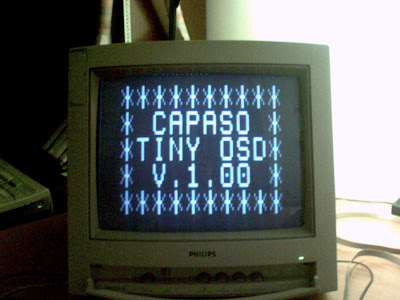 **********
* CAPASO *
*TINY OSD*
* V.1.00 *
**********
PHILIPS